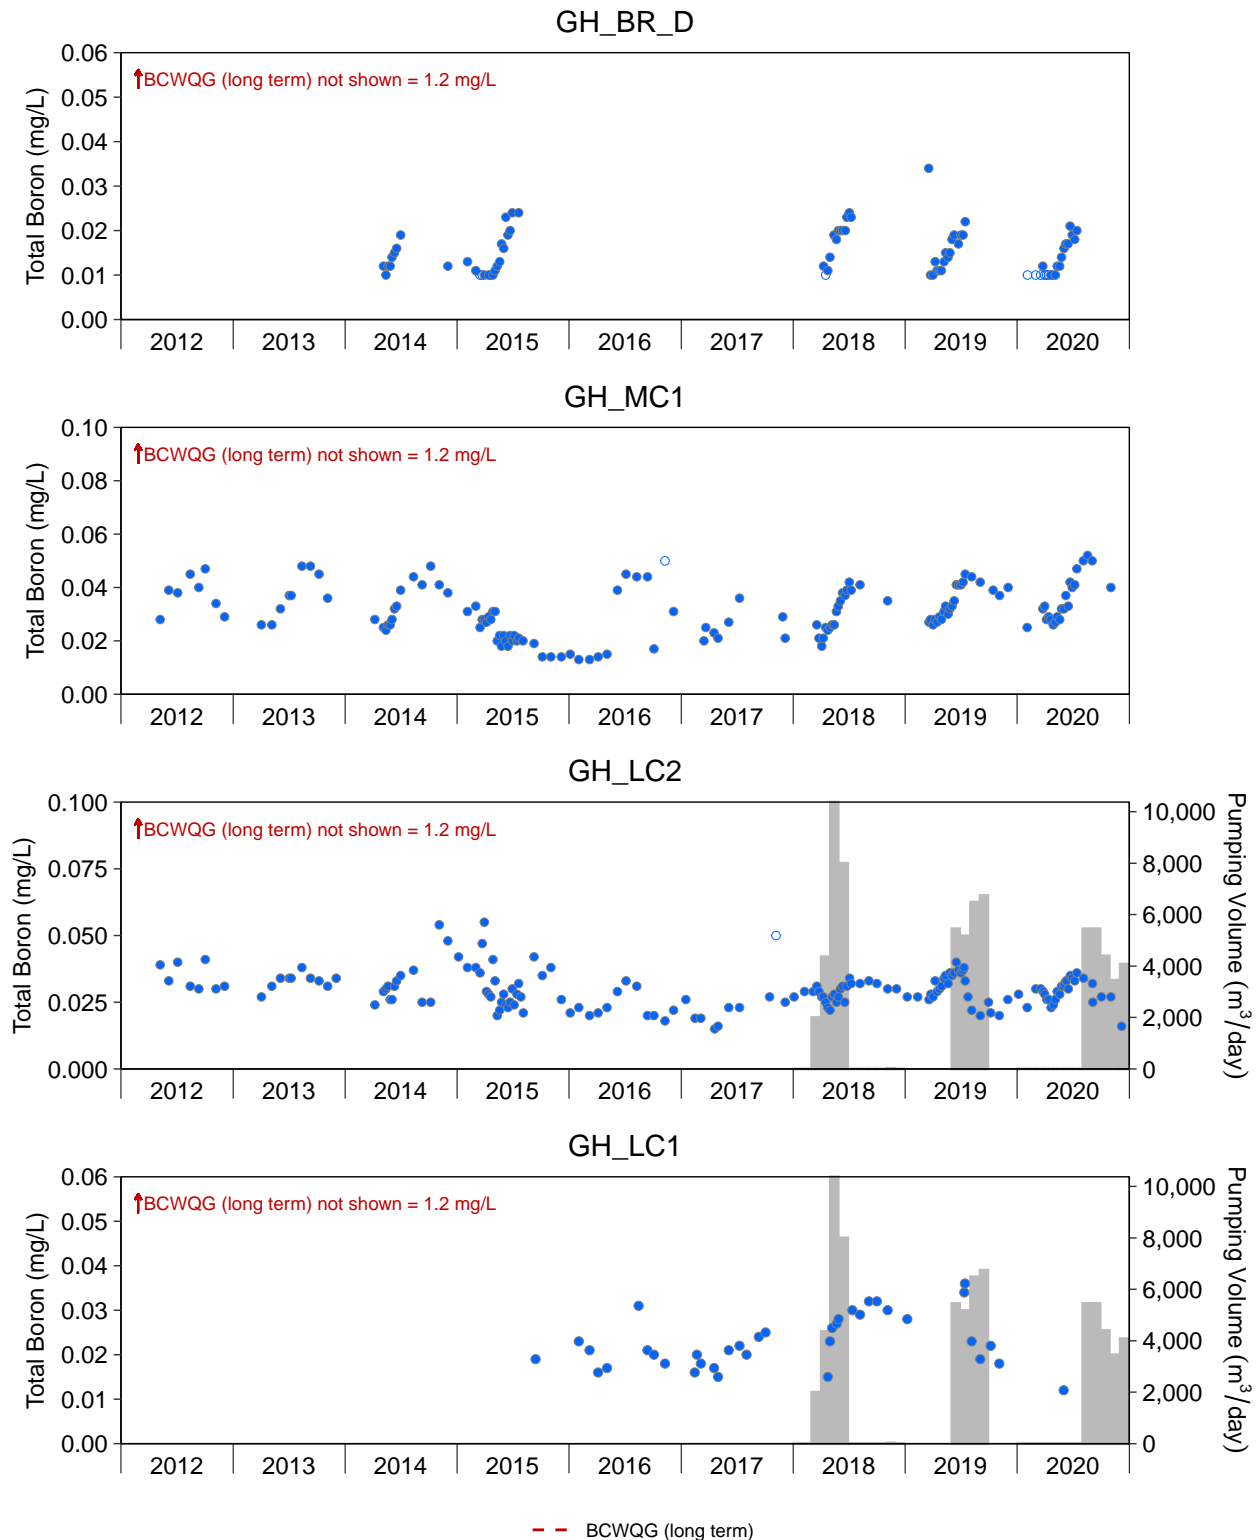 GH_BR_D
Total Boron (mg/L)
0.06
0.05
0.04
0.03
0.02
0.01
0.00
BCWQG (long term) not shown = 1.2 mg/L
2012 2013 2014 2015 2016 2017 2018 2019 2020
GH_MC1
Total Boron (mg/L)
0.10
0.08
0.06
0.04
0.02
0.00
BCWQG (long term) not shown = 1.2 mg/L
2012 2013 2014 2015 2016 2017 2018 2019 2020
GH_LC2
Total Boron (mg/L)
0.100
0.075
0.050
0.025
0.000
BCWQG (long term) not shown = 1.2 mg/L
10,000
8,000
6,000
4,000
2,000
0
Pumping Volume (m³/day)
2012 2013 2014 2015 2016 2017 2018 2019 2020
GH_LC1
Total Boron (mg/L)
0.06
0.05
0.04
0.03
0.02
0.01
0.00
BCWQG (long term) not shown = 1.2 mg/L
10,000
8,000
6,000
4,000
2,000
0
Pumping Volume (m³/day)
2012 2013 2014 2015 2016 2017 2018 2019 2020
BCWQG (long term)